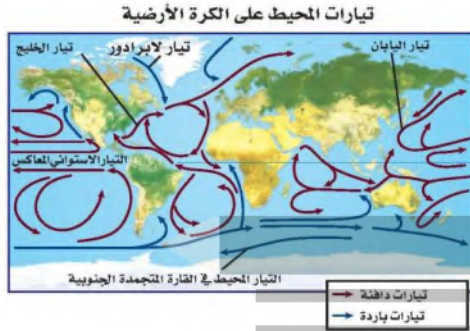 تيارات المحيط على الكرة الأرضية
تيار الخليج
تيار لابرادور
تيار اليابان
التيار الاستوائي المعاكس
التيار المحيط في القارة المتجمدة الجنوبية
تيارات دافئة
تيارات باردة